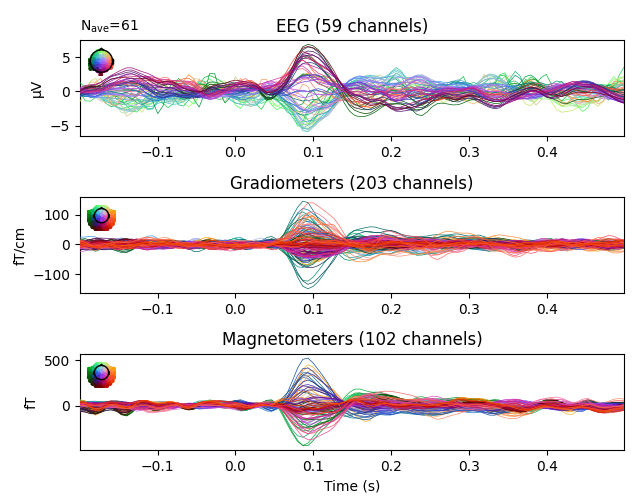 N_ave=61
EEG (59 channels)
5
0
−5
µV
−0.1 0.0 0.1 0.2 0.3 0.4
Gradiometers (203 channels)
100
0
−100
fT/cm
−0.1 0.0 0.1 0.2 0.3 0.4
Magnetometers (102 channels)
500
0
fT
−0.1 0.0 0.1 0.2 0.3 0.4
Time (s)